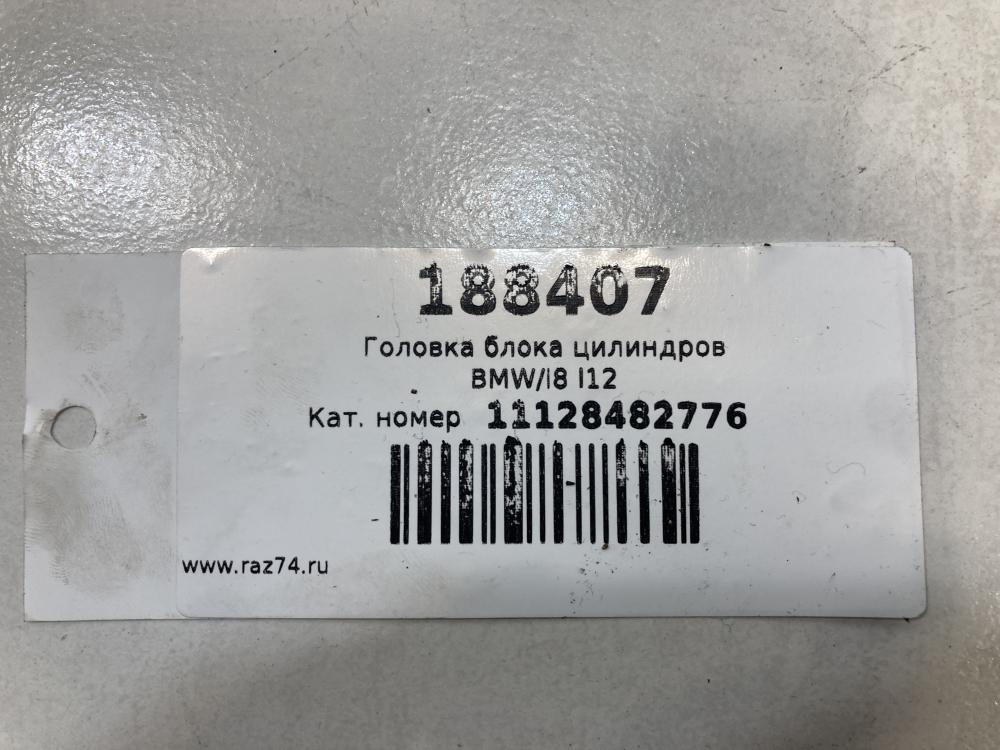 188407
Головка блока цилиндров
BMW/I8 I12
Кат. номер 11128482776
www.raz74.ru